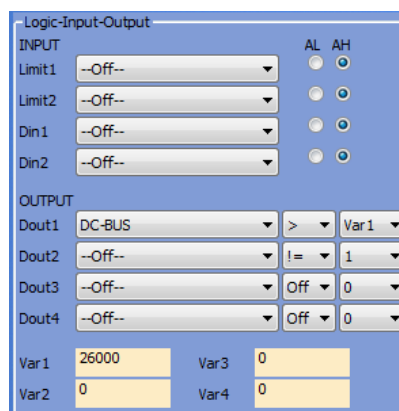 Logic-Input-Output
INPUT AL AH
Limit1 --Off--
Limit2 --Off--
Din1 --Off--
Din2 --Off--
OUTPUT
Dout1 DC-BUS > Var1
Dout2 --Off-- != 1
Dout3 --Off-- Off 0
Dout4 --Off-- Off 0
Var1 26000 Var3 0
Var2 0 Var4 0